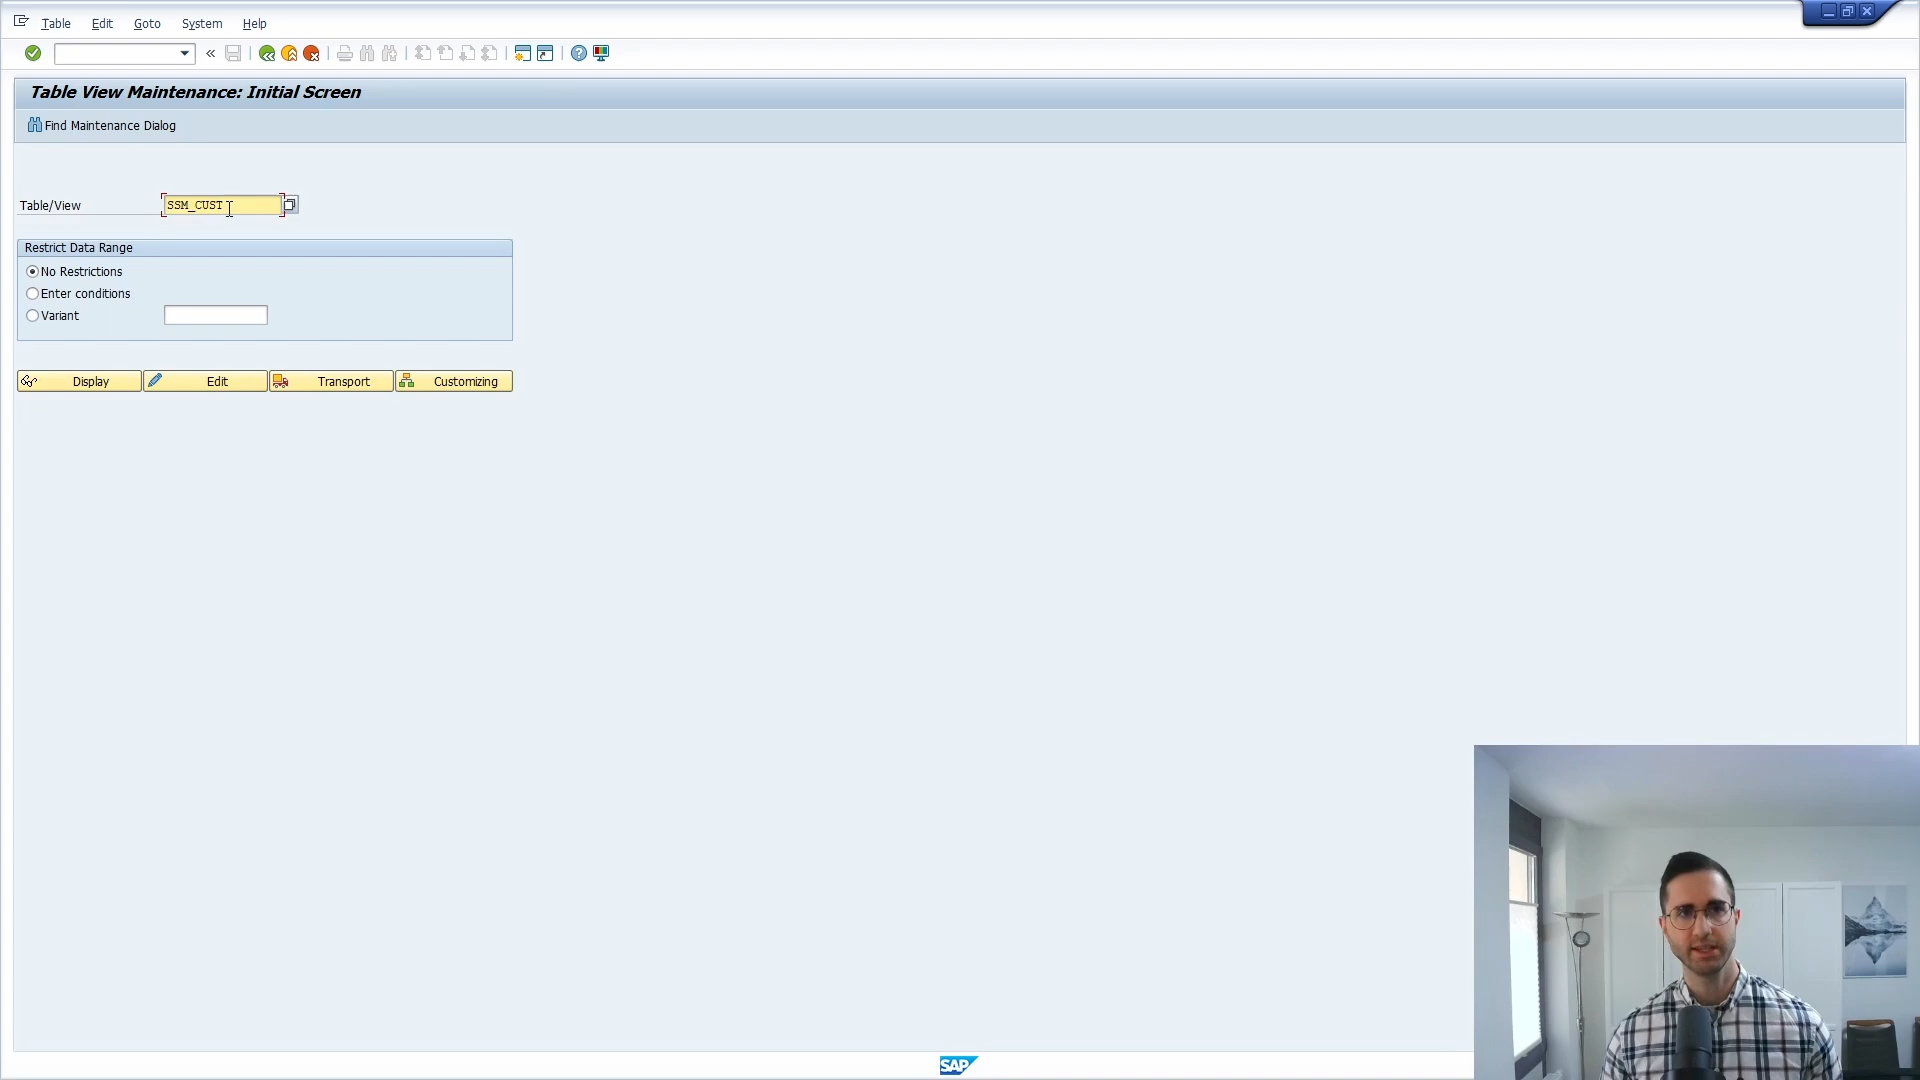 Table Edit Goto System Help
Table View Maintenance: Initial Screen
Find Maintenance Dialog
Table/View SSM_CUST
Restrict Data Range
No Restrictions
Enter conditions
Variant
Display Edit Transport Customizing
SAP